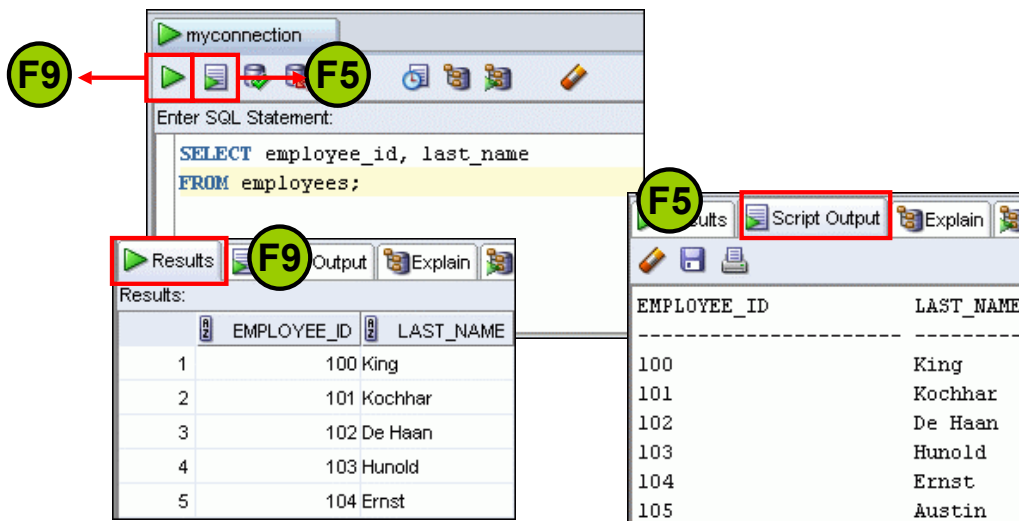 myconnection
F9
F5
Enter SQL Statement:
SELECT employee_id, last_name
FROM employees;
Results
F9
Output
Explain
Results:
EMPLOYEE_ID LAST_NAME
1 100 King
2 101 Kochhar
3 102 De Haan
4 103 Hunold
5 104 Ernst
F5
Script Output
Explain
EMPLOYEE_ID LAST_NAME
---------------------- ---------
100 King
101 Kochhar
102 De Haan
103 Hunold
104 Ernst
105 Austin